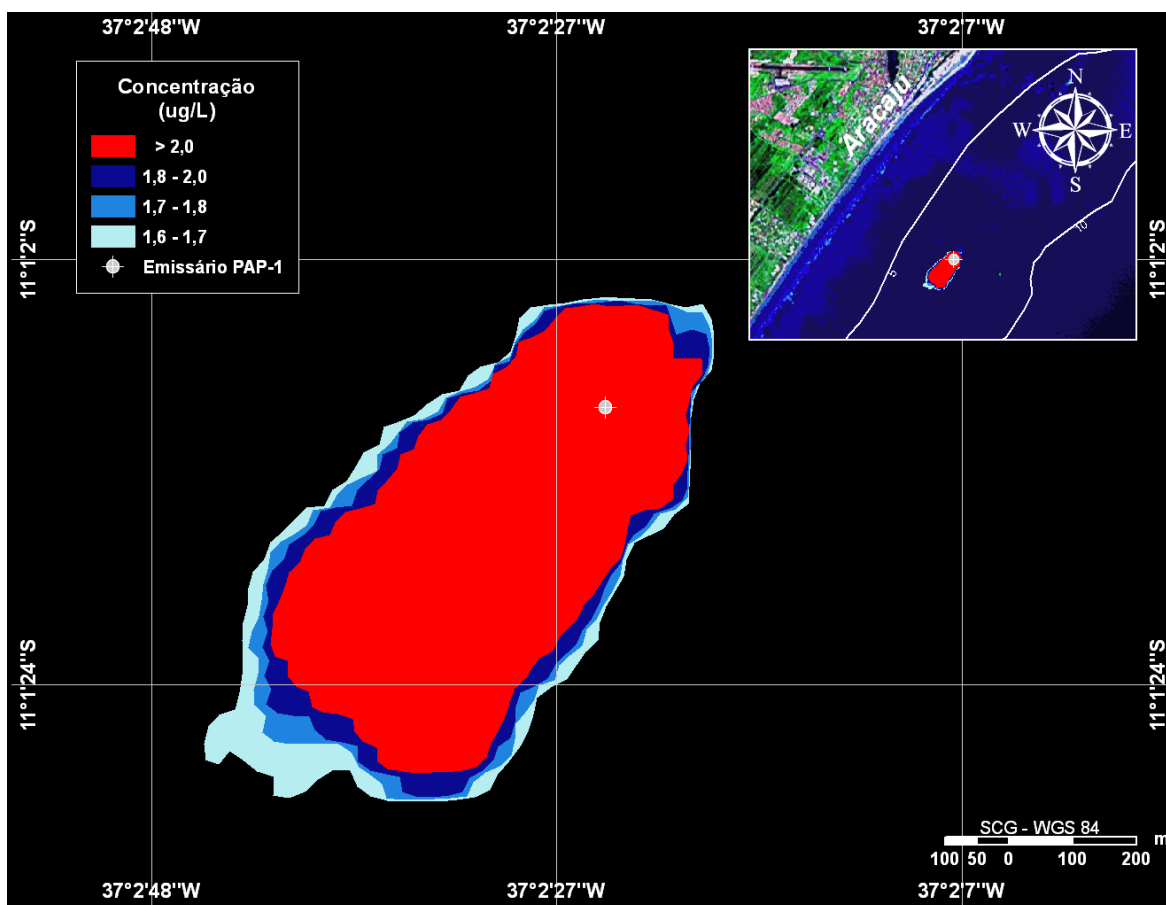 37°2'48"W
37°2'27"W
37°2'7"W
Concentração
(ug/L)
> 2,0
1,8 - 2,0
1,7 - 1,8
1,6 - 1,7
Emissário PAP-1
Aracaju
N
W
E
S
5
10
11°1'2"S
11°1'2"S
11°1'24"S
11°1'24"S
SCG - WGS 84
m
100 50 0 100 200
37°2'48"W
37°2'27"W
37°2'7"W